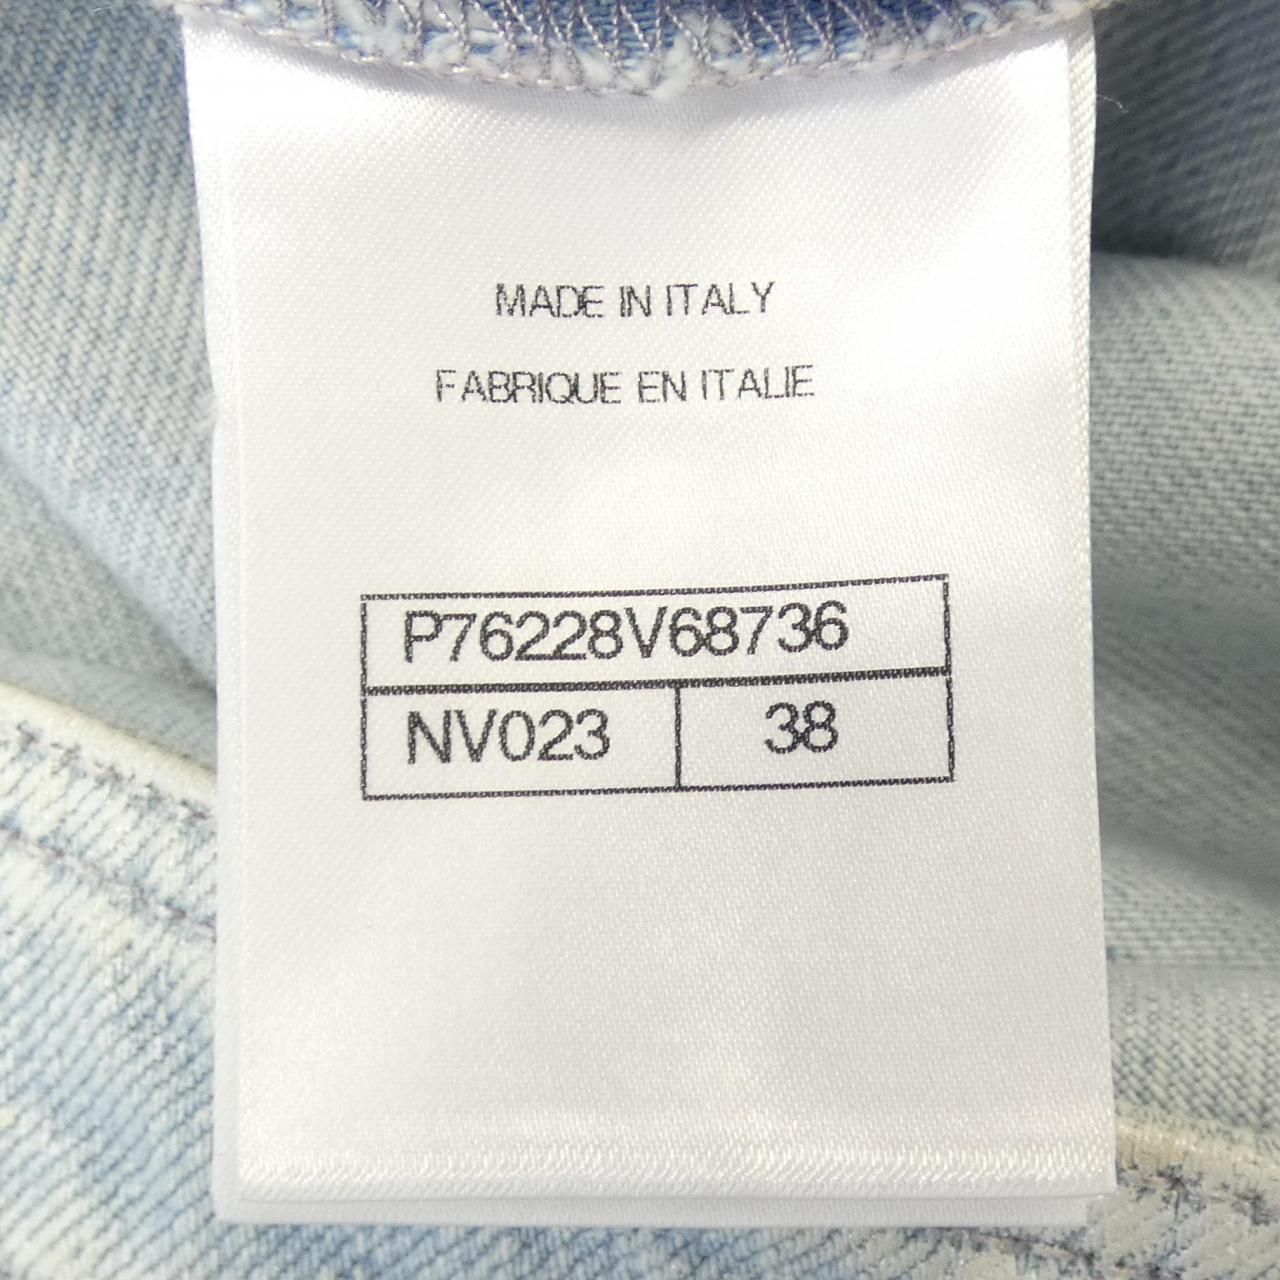 MADE IN ITALY
FABRIQUE EN ITALIE
P76228V68736
NV023 38